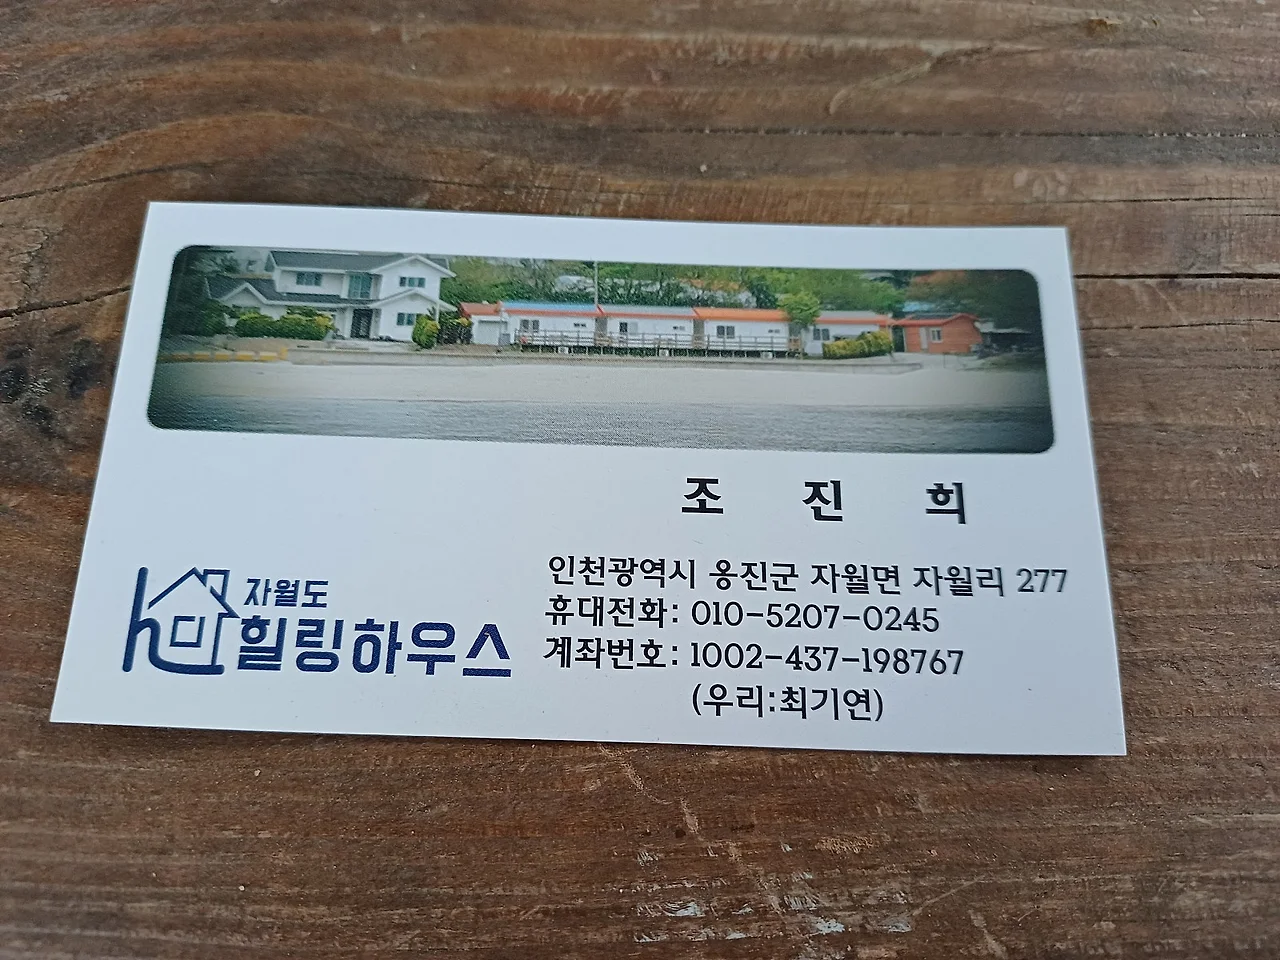 조 진 희
자월도
힐링하우스
인천광역시 옹진군 자월면 자월리 277
휴대전화: 010-5207-0245
계좌번호: 1002-437-198767
(우리:최기연)